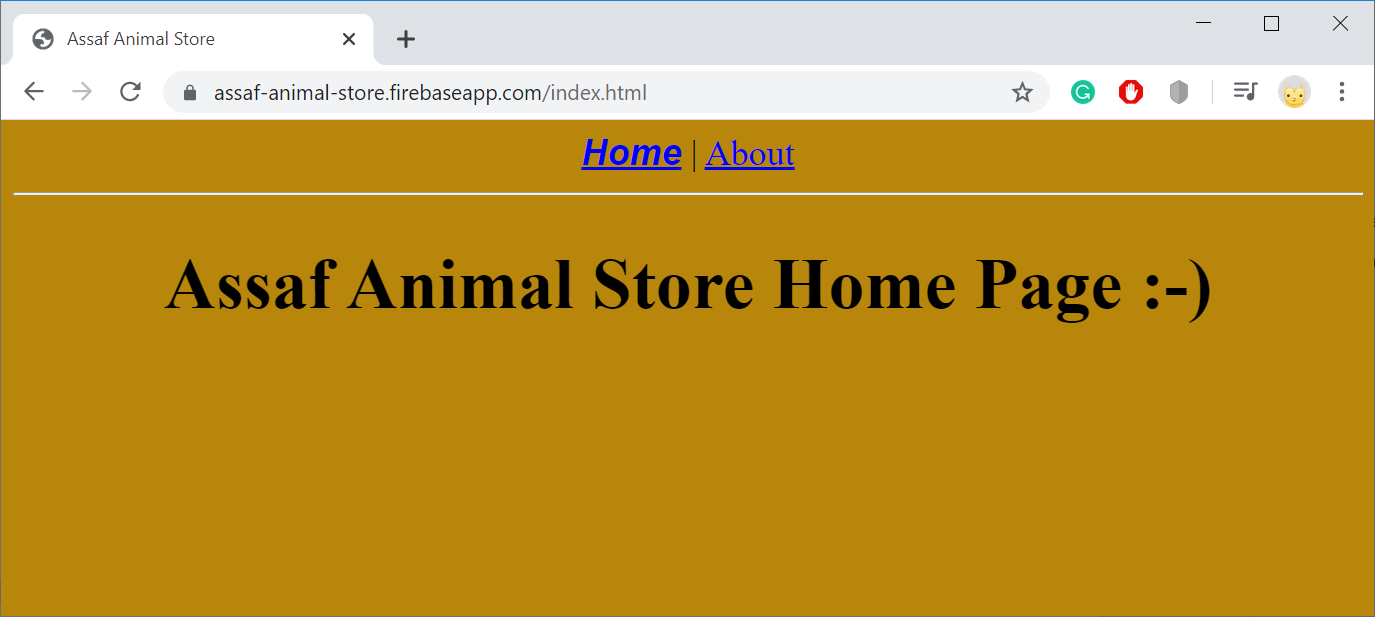 Assaf Animal Store
assaf-animal-store.firebaseapp.com/index.html
Home | About
Assaf Animal Store Home Page :-)